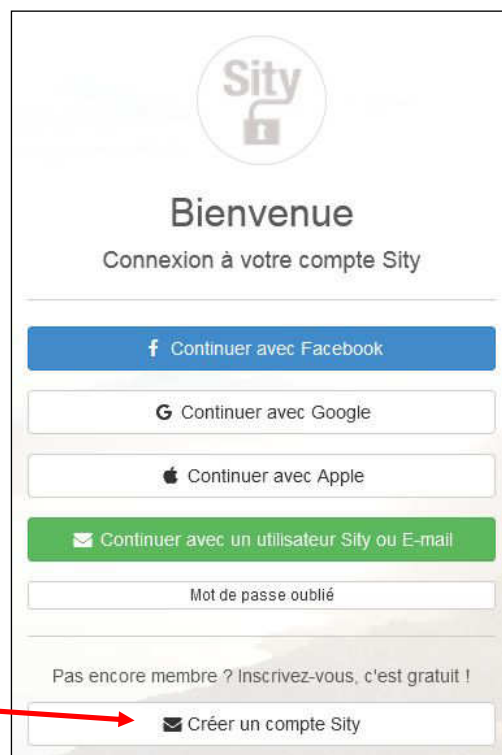 Sity
Bienvenue
Connexion à votre compte Sity
Continuer avec Facebook
Continuer avec Google
Continuer avec Apple
Continuer avec un utilisateur Sity ou E-mail
Mot de passe oublié
Pas encore membre ? Inscrivez-vous, c'est gratuit !
Créer un compte Sity